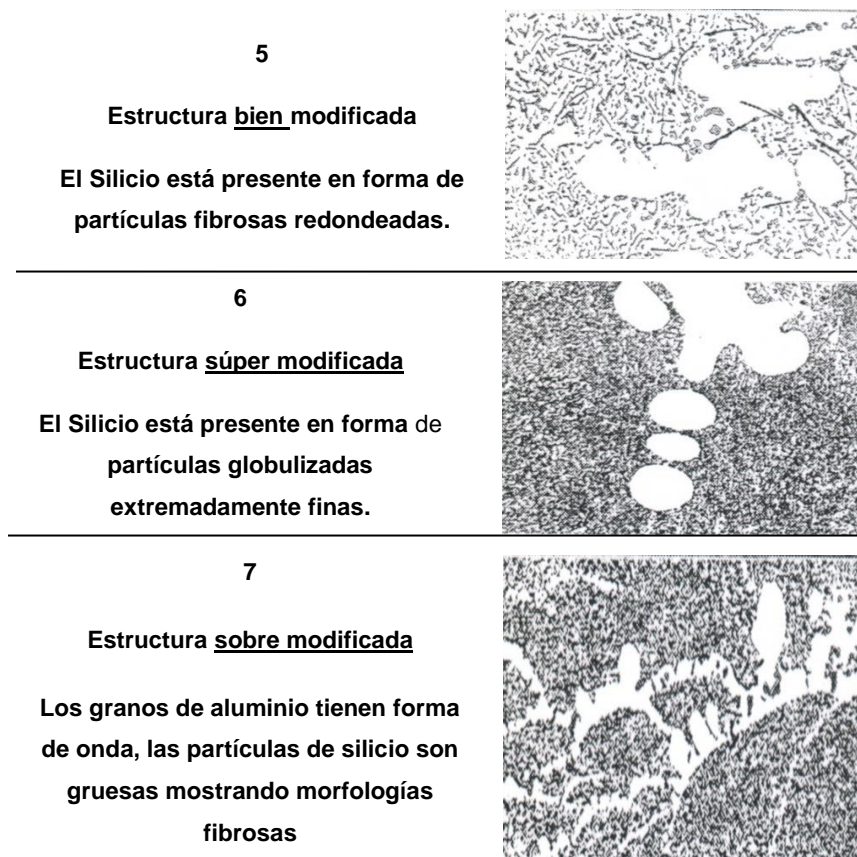 5
Estructura bien modificada
El Silicio está presente en forma de
partículas fibrosas redondeadas.
6
Estructura súper modificada
El Silicio está presente en forma de
partículas globulizadas
extremadamente finas.
7
Estructura sobre modificada
Los granos de aluminio tienen forma
de onda, las partículas de silicio son
gruesas mostrando morfologías
fibrosas